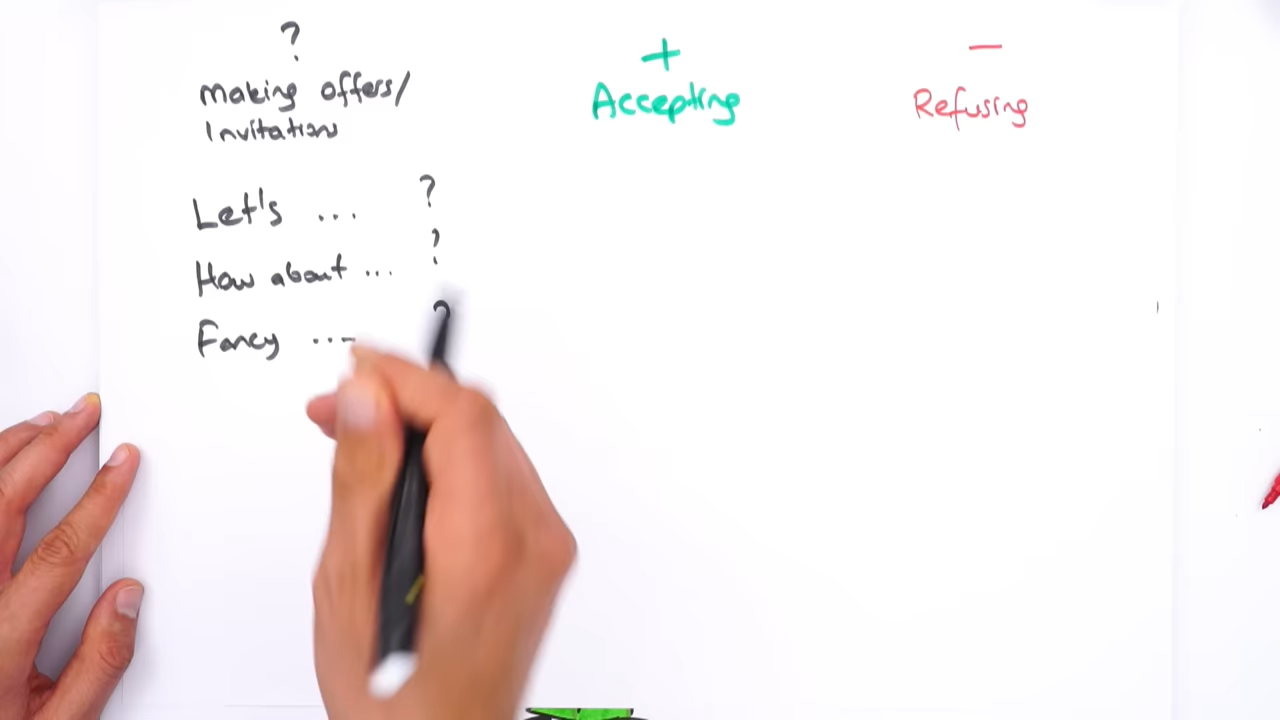 ?
Making offers/
Invitations
+
Accepting
−
Refusing
Let's ... ?
How about ... ?
Fancy ... ?